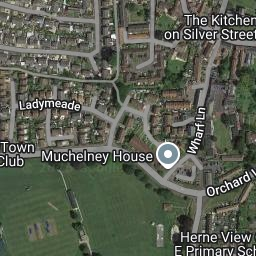 The Kitchen
on Silver Street
Ladymeade
Wharf Ln
Town
Club
Muchelney House
Orchard L
Herne View
E Primary Sch